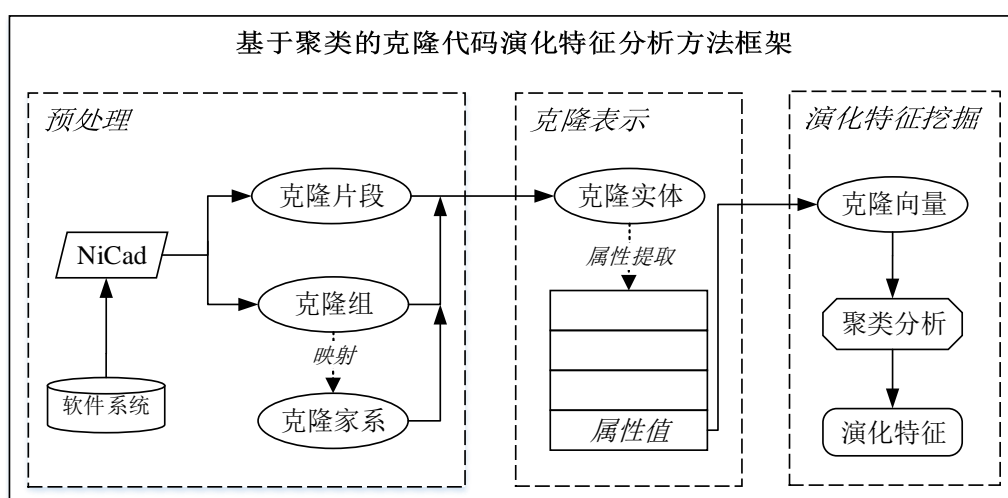 基于聚类的克隆代码演化特征分析方法框架
预处理
克隆片段
NiCad
克隆组
映射
软件系统
克隆家系
克隆表示
克隆实体
属性提取
属性值
演化特征挖掘
克隆向量
聚类分析
演化特征